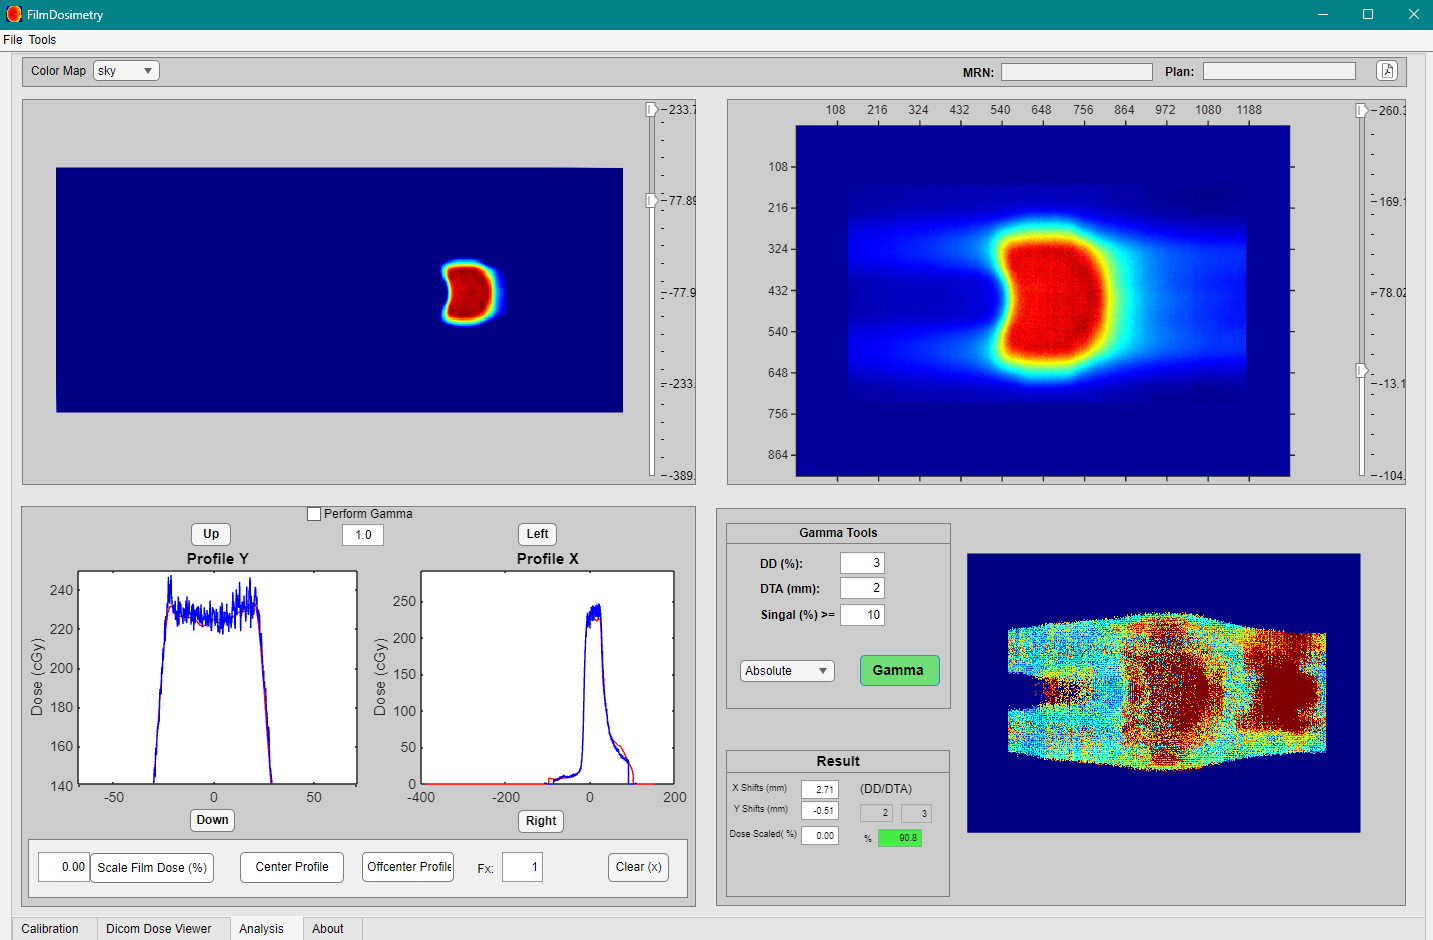 FilmDosimetry
File Tools
Color Map sky
MRN: Plan:
233.7
77.89
-77.9
-233.
-389.
108 216 324 432 540 648 756 864 972 1080 1188
108
216
324
432
540
648
756
864
260.3
169.1
78.02
-13.1
-104.
Perform Gamma
Up 1.0 Left
Profile Y Profile X
Dose (cGy)
240
220
200
180
160
140
-50 0 50
Dose (cGy)
250
200
150
100
50
0
-400 -200 0 200
Down Right
0.00 Scale Film Dose (%) Center Profile Offcenter Profile Fx: 1 Clear (x)
Gamma Tools
DD (%): 3
DTA (mm): 2
Singal (%) >= 10
Absolute Gamma
Result
X Shifts (mm) 2.71 (DD/DTA)
Y Shifts (mm) -0.51 2 3
Dose Scaled( %) 0.00 % 90.8
Calibration Dicom Dose Viewer Analysis About